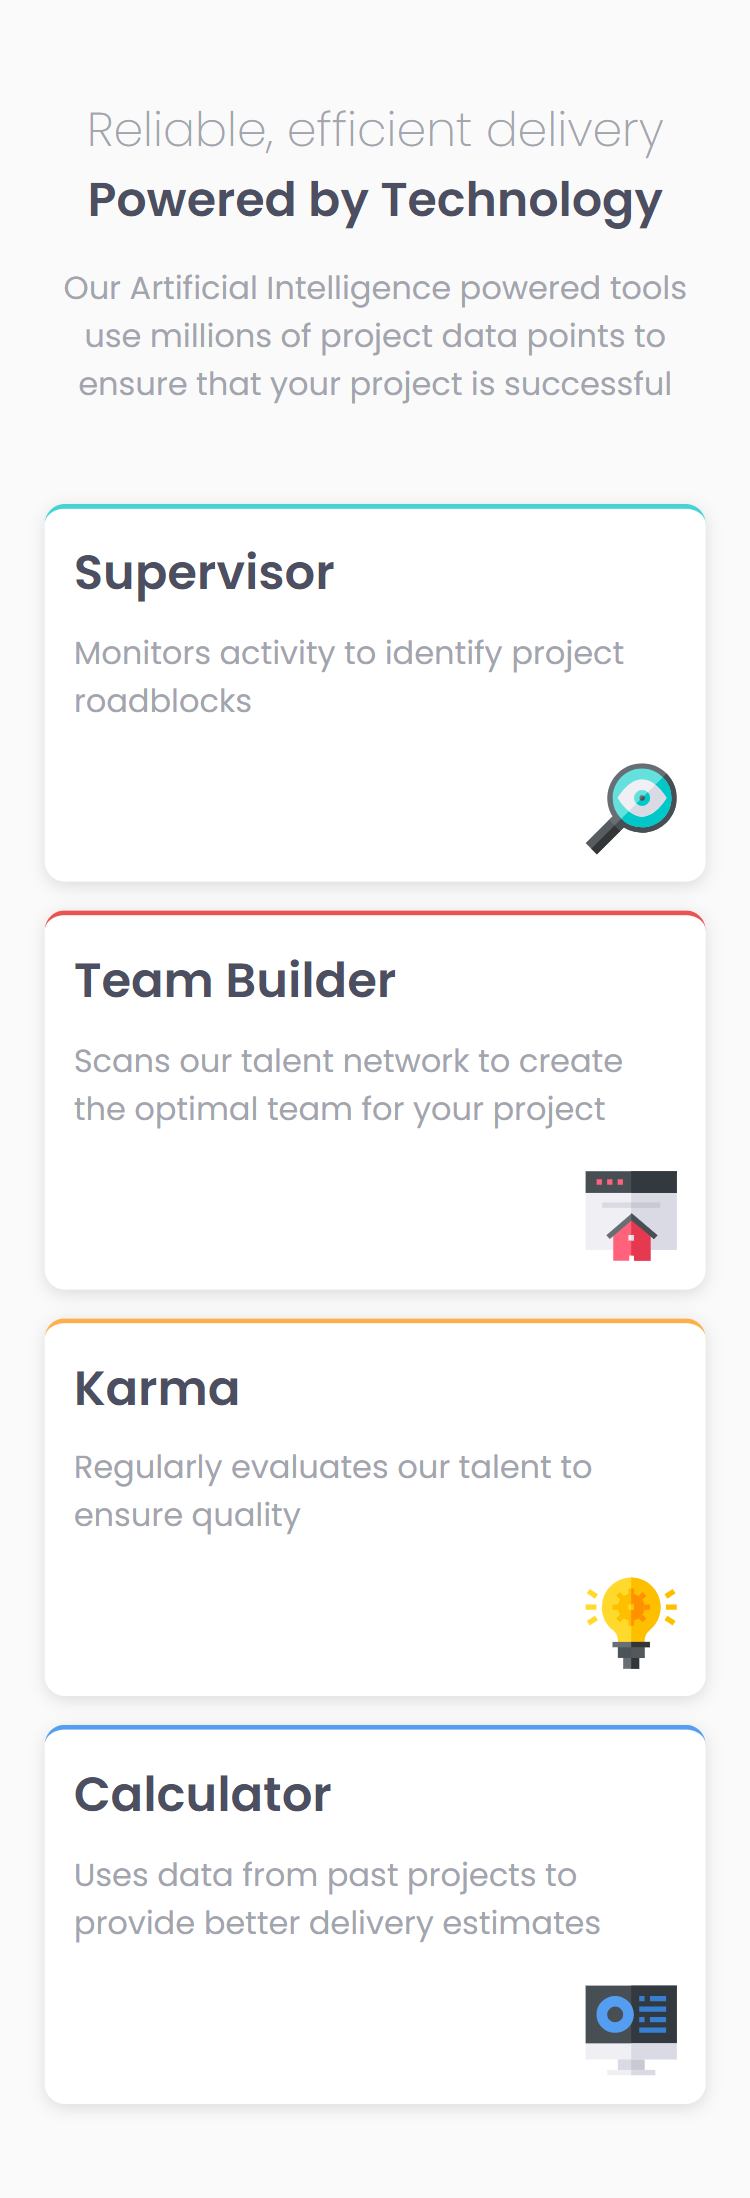 Reliable, efficient delivery
Powered by Technology
Our Artificial Intelligence powered tools
use millions of project data points to
ensure that your project is successful
Supervisor
Monitors activity to identify project
roadblocks
Team Builder
Scans our talent network to create
the optimal team for your project
Karma
Regularly evaluates our talent to
ensure quality
Calculator
Uses data from past projects to
provide better delivery estimates